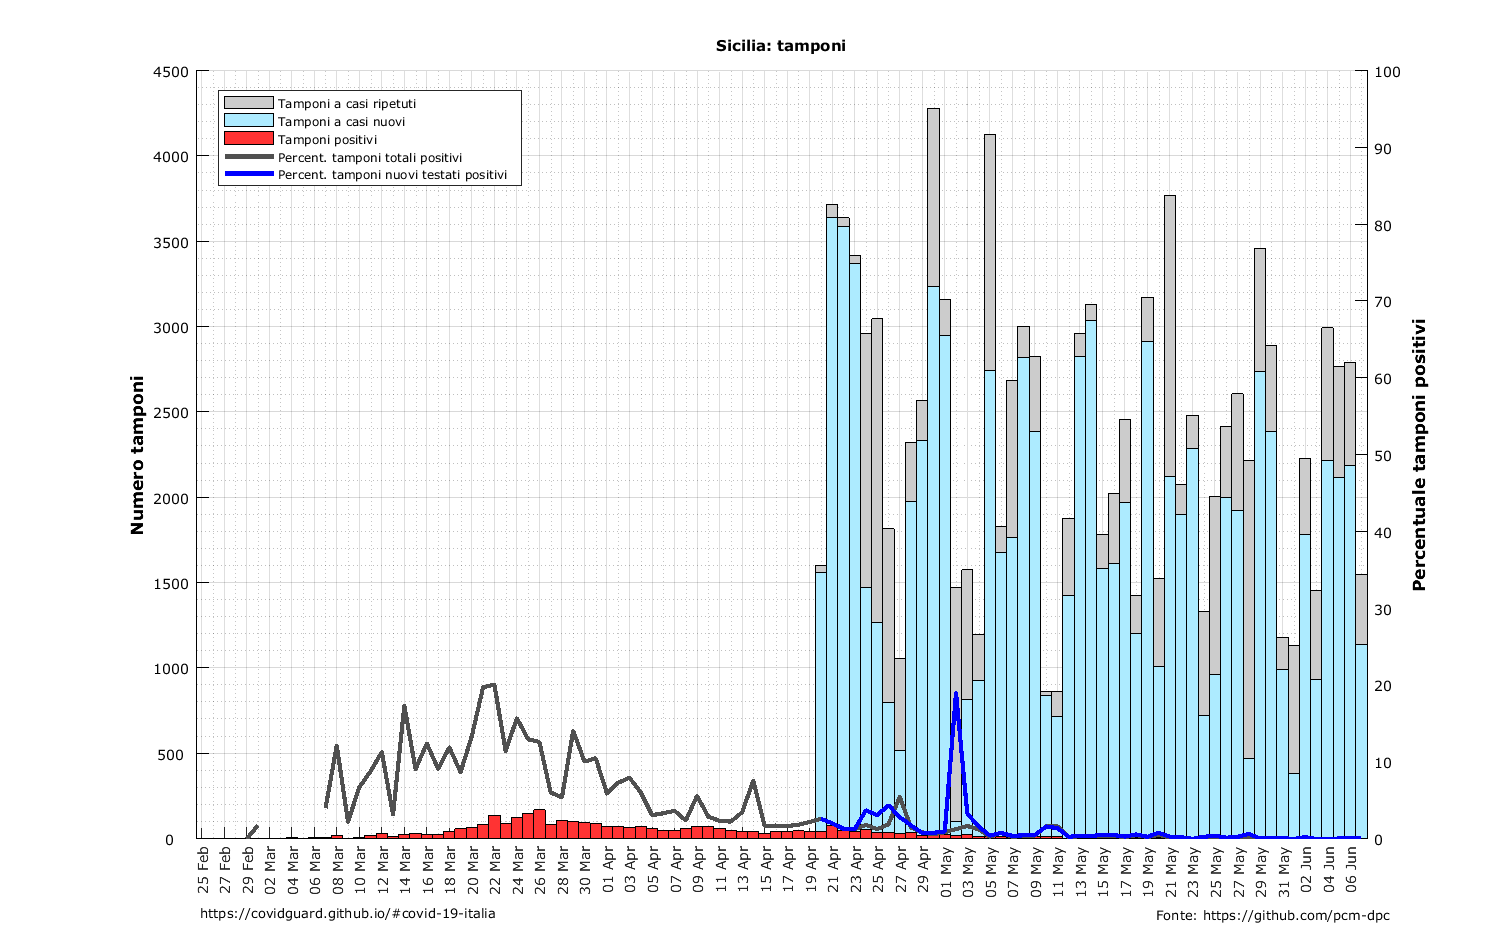 Sicilia: tamponi
4500
4000
3500
3000
2500
2000
1500
1000
500
0
Numero tamponi
Tamponi a casi ripetuti
Tamponi a casi nuovi
Tamponi positivi
Percent. tamponi totali positivi
Percent. tamponi nuovi testati positivi
100
90
80
70
60
50
40
30
20
10
0
Percentuale tamponi positivi
25 Feb
27 Feb
29 Feb
02 Mar
04 Mar
06 Mar
08 Mar
10 Mar
12 Mar
14 Mar
16 Mar
18 Mar
20 Mar
22 Mar
24 Mar
26 Mar
28 Mar
30 Mar
01 Apr
03 Apr
05 Apr
07 Apr
09 Apr
11 Apr
13 Apr
15 Apr
17 Apr
19 Apr
21 Apr
23 Apr
25 Apr
27 Apr
29 Apr
01 May
03 May
05 May
07 May
09 May
11 May
13 May
15 May
17 May
19 May
21 May
23 May
25 May
27 May
29 May
31 May
02 Jun
04 Jun
06 Jun
https://covidguard.github.io/#covid-19-italia
Fonte: https://github.com/pcm-dpc